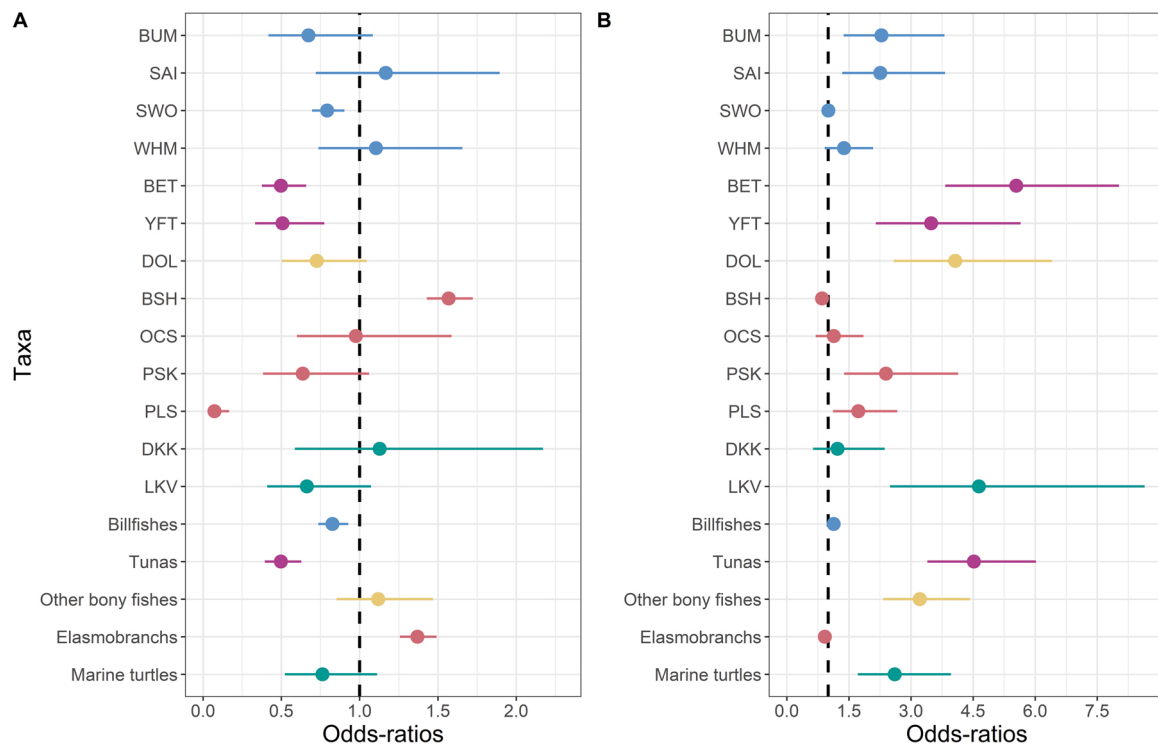 A
Taxa
BUM
SAI
SWO
WHM
BET
YFT
DOL
BSH
OCS
PSK
PLS
DKK
LKV
Billfishes
Tunas
Other bony fishes
Elasmobranchs
Marine turtles
0.0 0.5 1.0 1.5 2.0
Odds-ratios
B
BUM
SAI
SWO
WHM
BET
YFT
DOL
BSH
OCS
PSK
PLS
DKK
LKV
Billfishes
Tunas
Other bony fishes
Elasmobranchs
Marine turtles
0.0 1.5 3.0 4.5 6.0 7.5
Odds-ratios